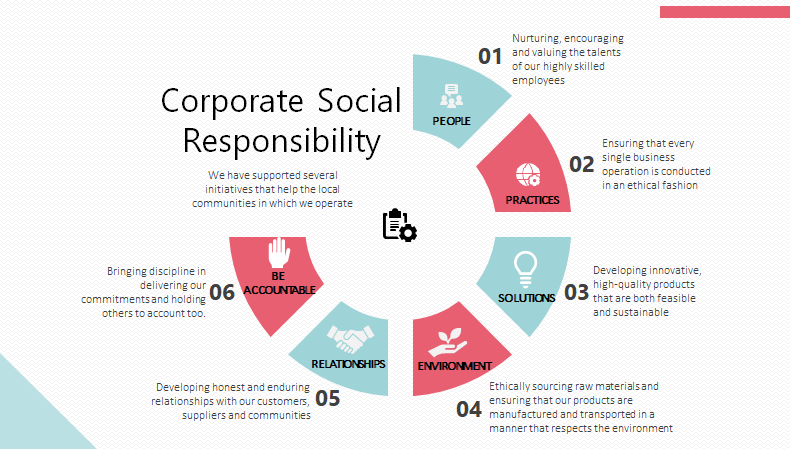 Corporate Social
Responsibility
We have supported several
initiatives that help the local
communities in which we operate
01
Nurturing, encouraging
and valuing the talents
of our highly skilled
employees
PEOPLE
02
Ensuring that every
single business
operation is conducted
in an ethical fashion
PRACTICES
03
Developing innovative,
high-quality products
that are both feasible
and sustainable
SOLUTIONS
04
Ethically sourcing raw materials and
ensuring that our products are
manufactured and transported in a
manner that respects the environment
ENVIRONMENT
05
Developing honest and enduring
relationships with our customers,
suppliers and communities
RELATIONSHIPS
06
Bringing discipline in
delivering our
commitments and holding
others to account too.
BE
ACCOUNTABLE